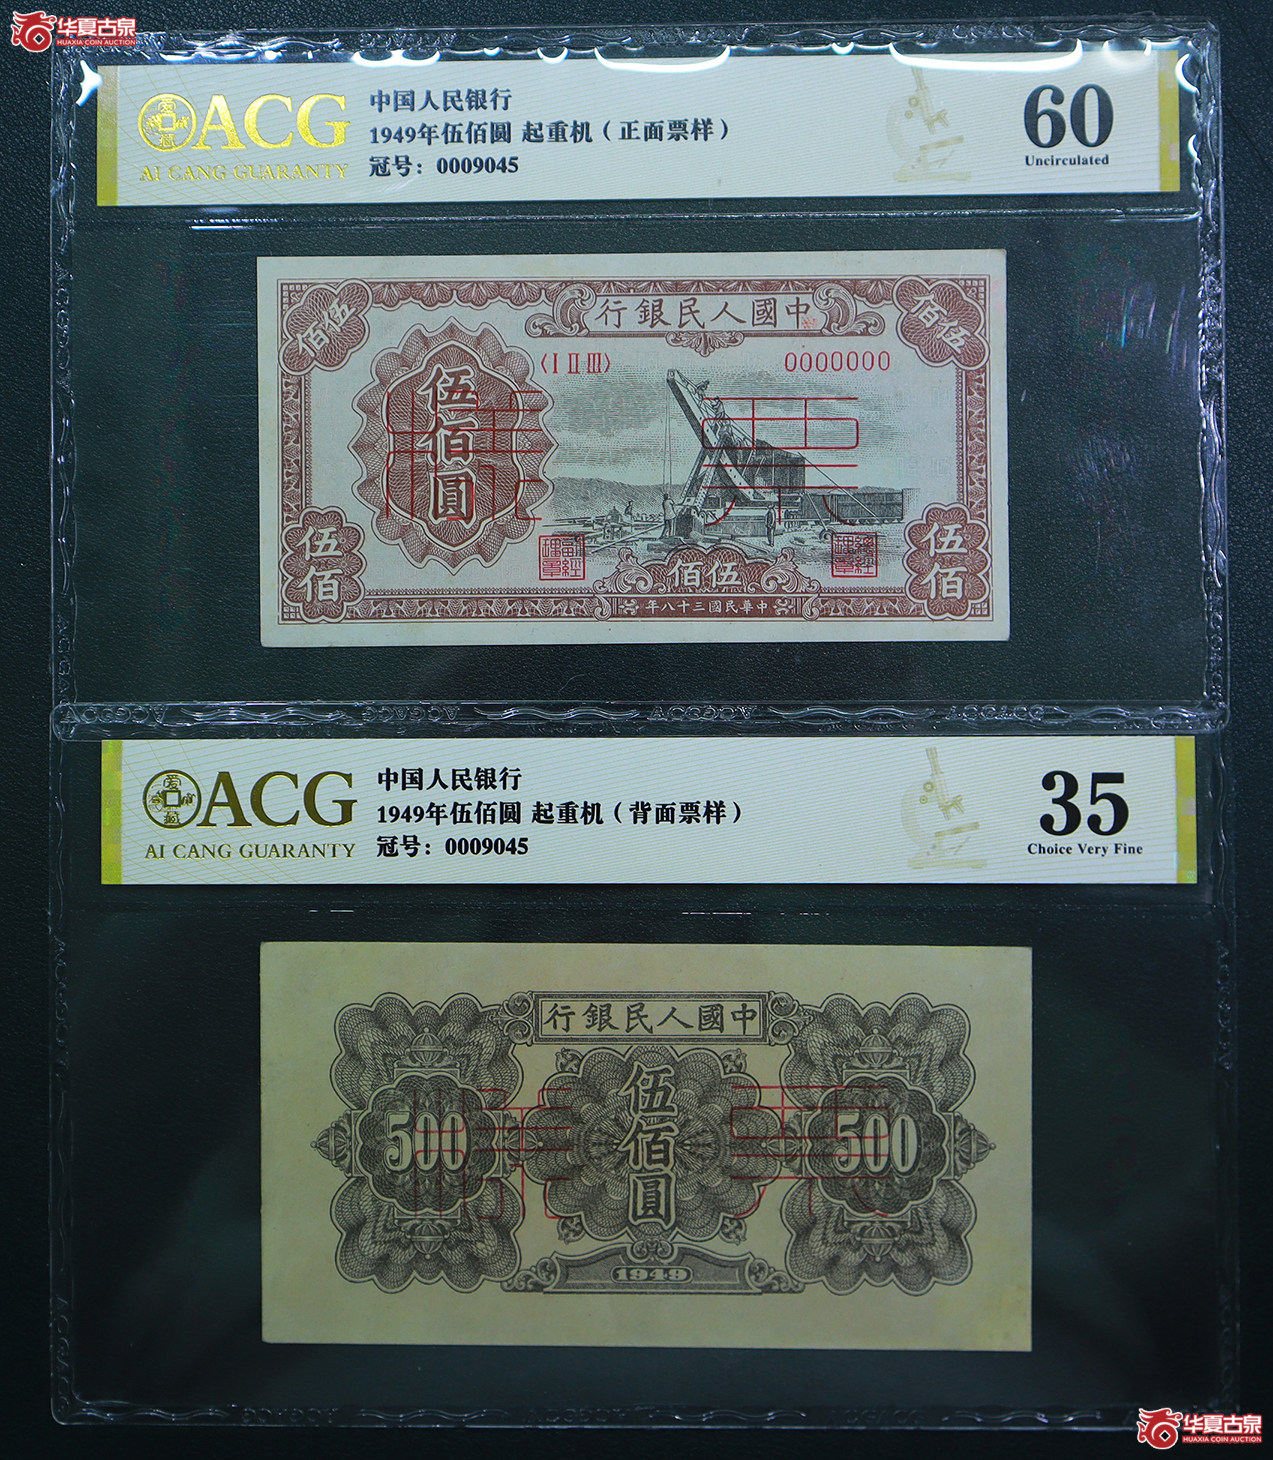 华夏古泉
HUAXIA COIN AUCTION
ACG
AI CANG GUARANTY
中国人民银行
1949年伍佰圆 起重机（正面票样）
冠号：0009045
60
Uncirculated
行銀民人國中
佰伍
佰伍
〈I II III〉
0000000
伍佰圓
票樣
伍佰
佰伍
伍佰
年八十三國民華中
ACG
AI CANG GUARANTY
中国人民银行
1949年伍佰圆 起重机（背面票样）
冠号：0009045
35
Choice Very Fine
行銀民人國中
500
伍佰圓
500
票樣
1949
华夏古泉
HUAXIA COIN AUCTION